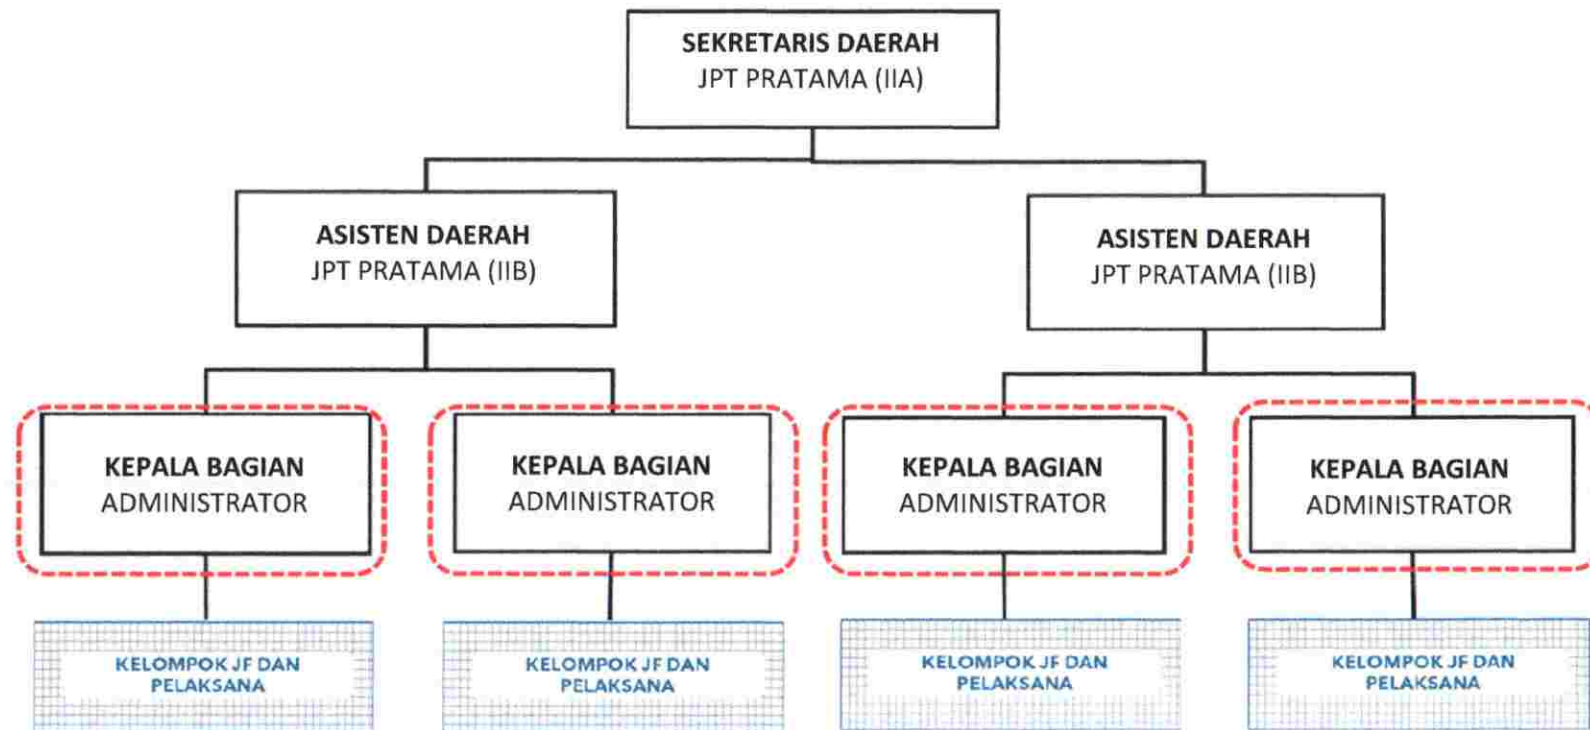 SEKRETARIS DAERAH
JPT PRATAMA (IIA)
ASISTEN DAERAH
JPT PRATAMA (IIB)
ASISTEN DAERAH
JPT PRATAMA (IIB)
KEPALA BAGIAN
ADMINISTRATOR
KEPALA BAGIAN
ADMINISTRATOR
KEPALA BAGIAN
ADMINISTRATOR
KEPALA BAGIAN
ADMINISTRATOR
KELOMPOK JF DAN
PELAKSANA
KELOMPOK JF DAN
PELAKSANA
KELOMPOK JF DAN
PELAKSANA
KELOMPOK JF DAN
PELAKSANA